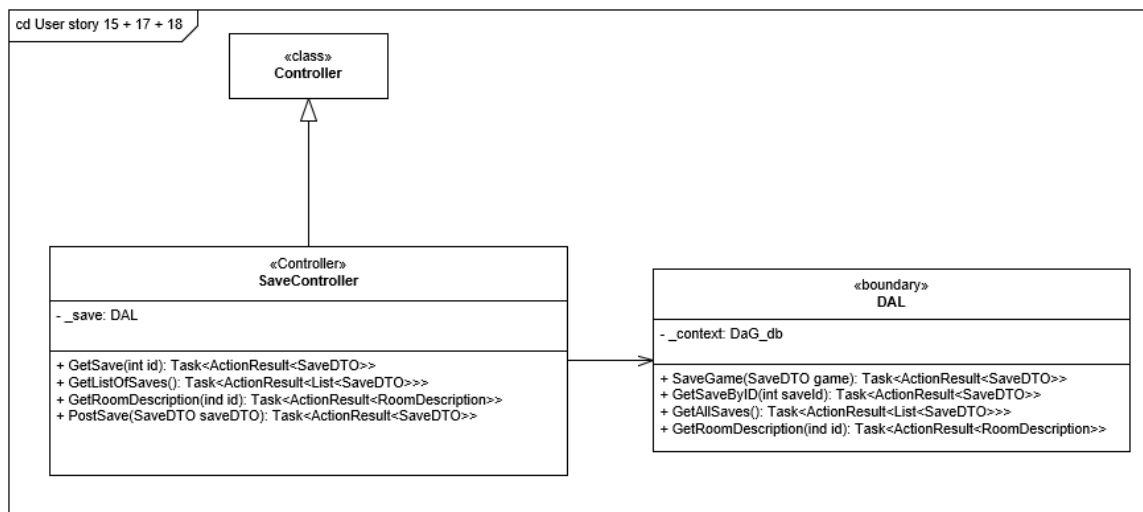 cd User story 15 + 17 + 18
«class»
Controller
«Controller»
SaveController
- _save: DAL
+ GetSave(int id): Task<ActionResult<SaveDTO>>
+ GetListOfSaves(): Task<ActionResult<List<SaveDTO>>>
+ GetRoomDescription(ind id): Task<ActionResult<RoomDescription>>
+ PostSave(SaveDTO saveDTO): Task<ActionResult<SaveDTO>>
«boundary»
DAL
- _context: DaG_db
+ SaveGame(SaveDTO game): Task<ActionResult<SaveDTO>>
+ GetSaveByID(int saveId): Task<ActionResult<SaveDTO>>
+ GetAllSaves(): Task<ActionResult<List<SaveDTO>>>
+ GetRoomDescription(ind id): Task<ActionResult<RoomDescription>>